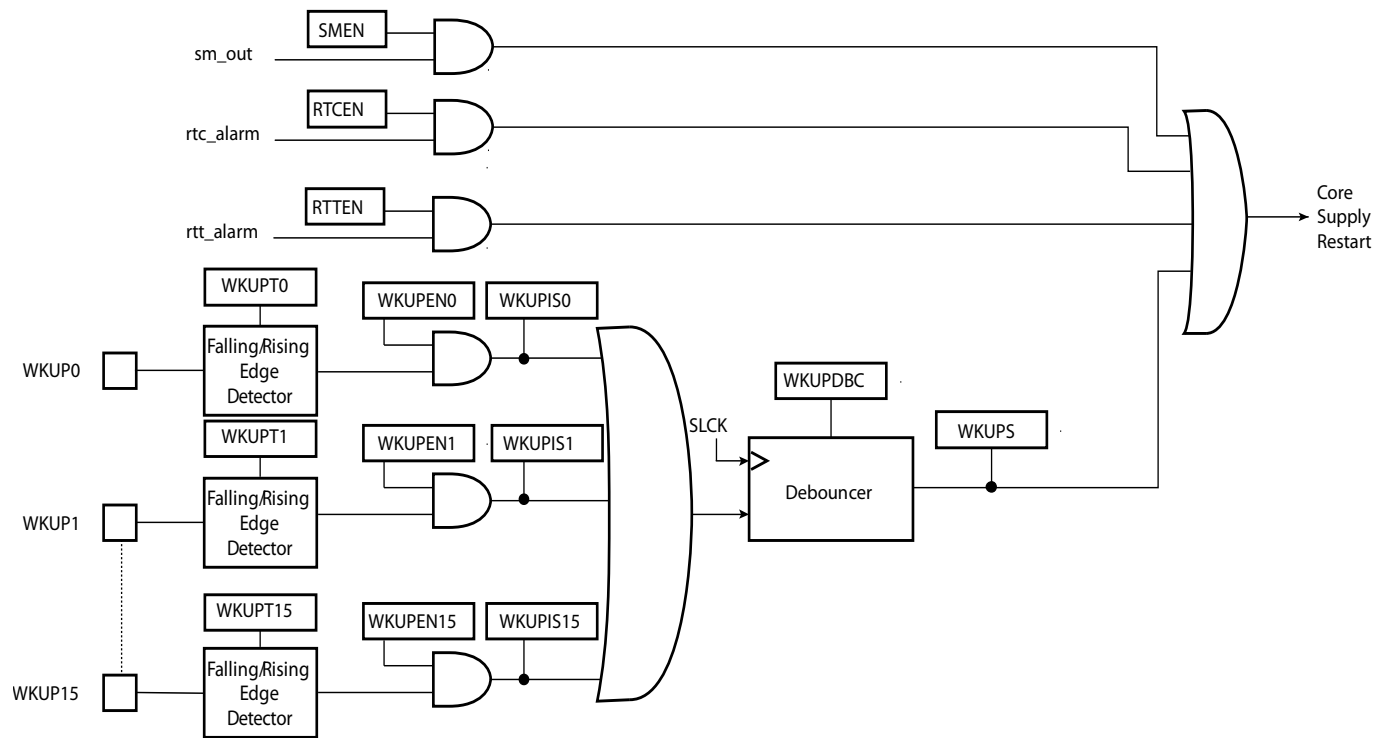 SMEN
sm_out
RTCEN
rtc_alarm
RTTEN
rtt_alarm
Core
Supply
Restart
WKUPT0
WKUPEN0
WKUPIS0
Falling/Rising
Edge
Detector
WKUP0
WKUPDBC
WKUPT1
WKUPEN1
WKUPIS1
SLCK
WKUPS
Falling/Rising
Edge
Detector
WKUP1
Debouncer
WKUPT15
WKUPEN15
WKUPIS15
Falling/Rising
Edge
Detector
WKUP15